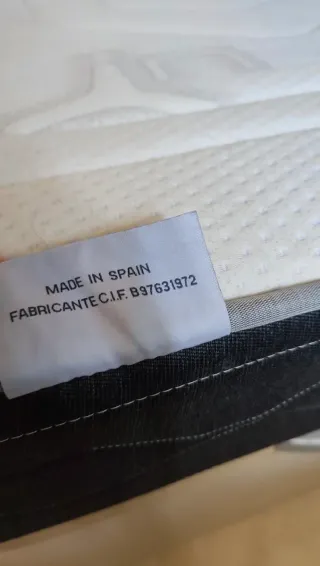 MADE IN SPAIN
FABRICANTE C.I.F. B97631972